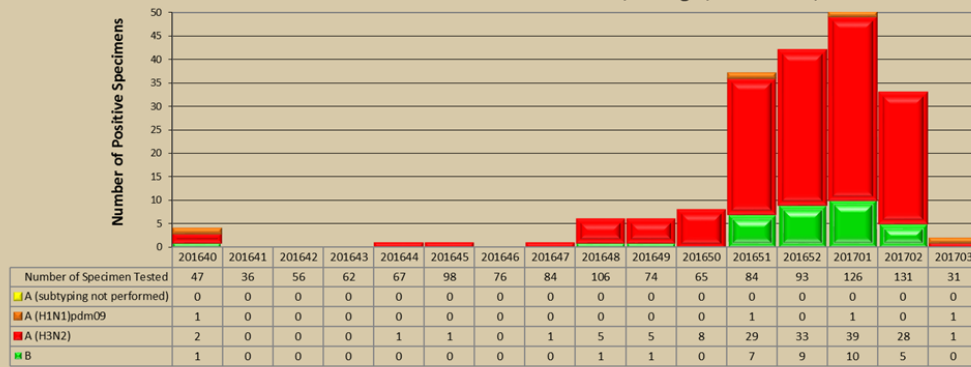 Number of Positive Specimens
50
45
40
35
30
25
20
15
10
5
0
201640 201641 201642 201643 201644 201645 201646 201647 201648 201649 201650 201651 201652 201701 201702 201703
Number of Specimen Tested 47 36 56 62 67 98 76 84 106 74 65 84 93 126 131 31
A (subtyping not performed) 0 0 0 0 0 0 0 0 0 0 0 0 0 0 0 0
A (H1N1)pdm09 1 0 0 0 0 0 0 0 0 0 0 1 0 1 0 1
A (H3N2) 2 0 0 0 1 1 0 1 5 5 8 29 33 39 28 1
B 1 0 0 0 0 0 0 0 1 1 0 7 9 10 5 0